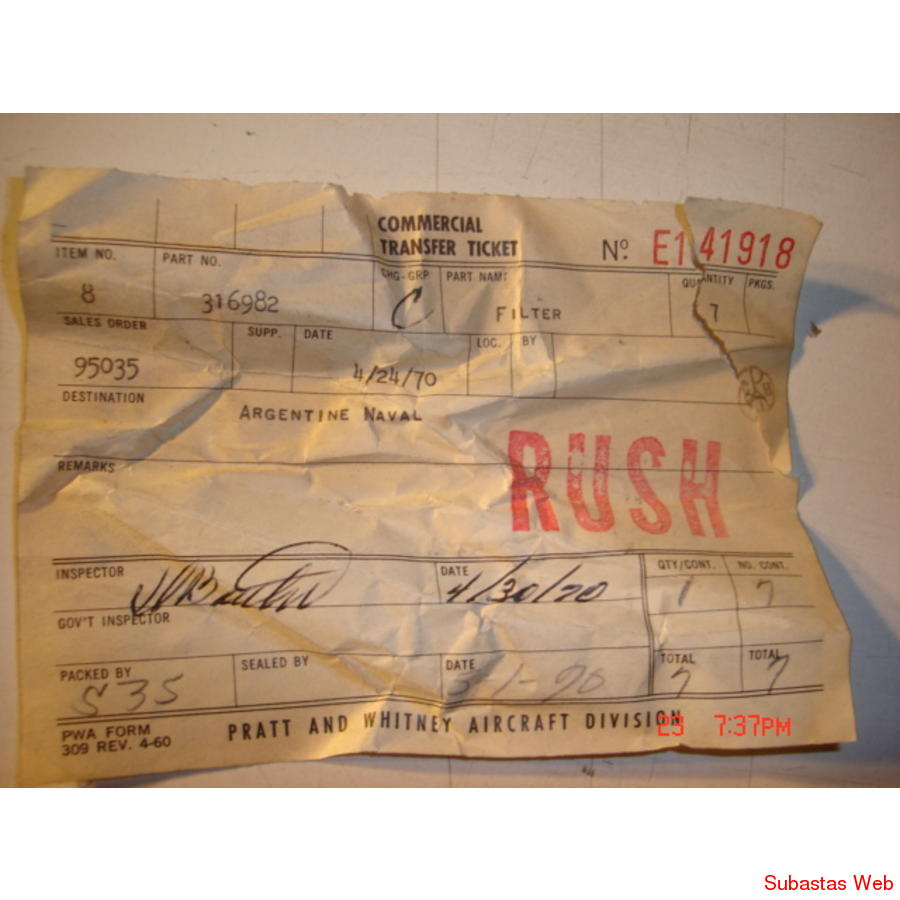 COMMERCIAL
TRANSFER TICKET Nº E141918
ITEM NO. PART NO. CHG-GRP PART NAME QUANTITY PKGS.
8 316982 C FILTER 7
SALES ORDER SUPP. DATE LOC. BY
95035 4/24/70
DESTINATION ARGENTINE NAVAL
REMARKS RUSH
INSPECTOR DATE 4/30/70 QTY/CONT. NO. CONT.
1 7
GOV'T INSPECTOR
PACKED BY SEALED BY DATE TOTAL TOTAL
S 35 5-1-70 7 7
PWA FORM
309 REV. 4-60 PRATT AND WHITNEY AIRCRAFT DIVISION
23 7:37PM
Subastas Web